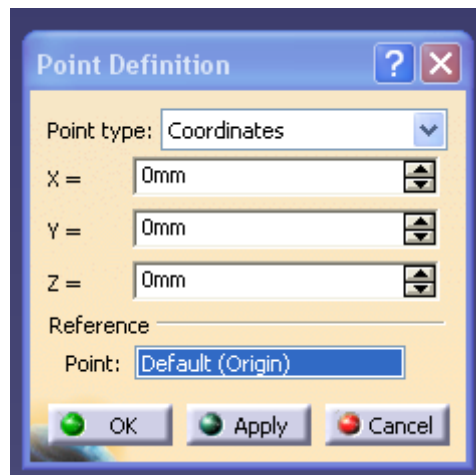 Point Definition
Point type: Coordinates
X = 0mm
Y = 0mm
Z = 0mm
Reference
Point: Default (Origin)
OK Apply Cancel